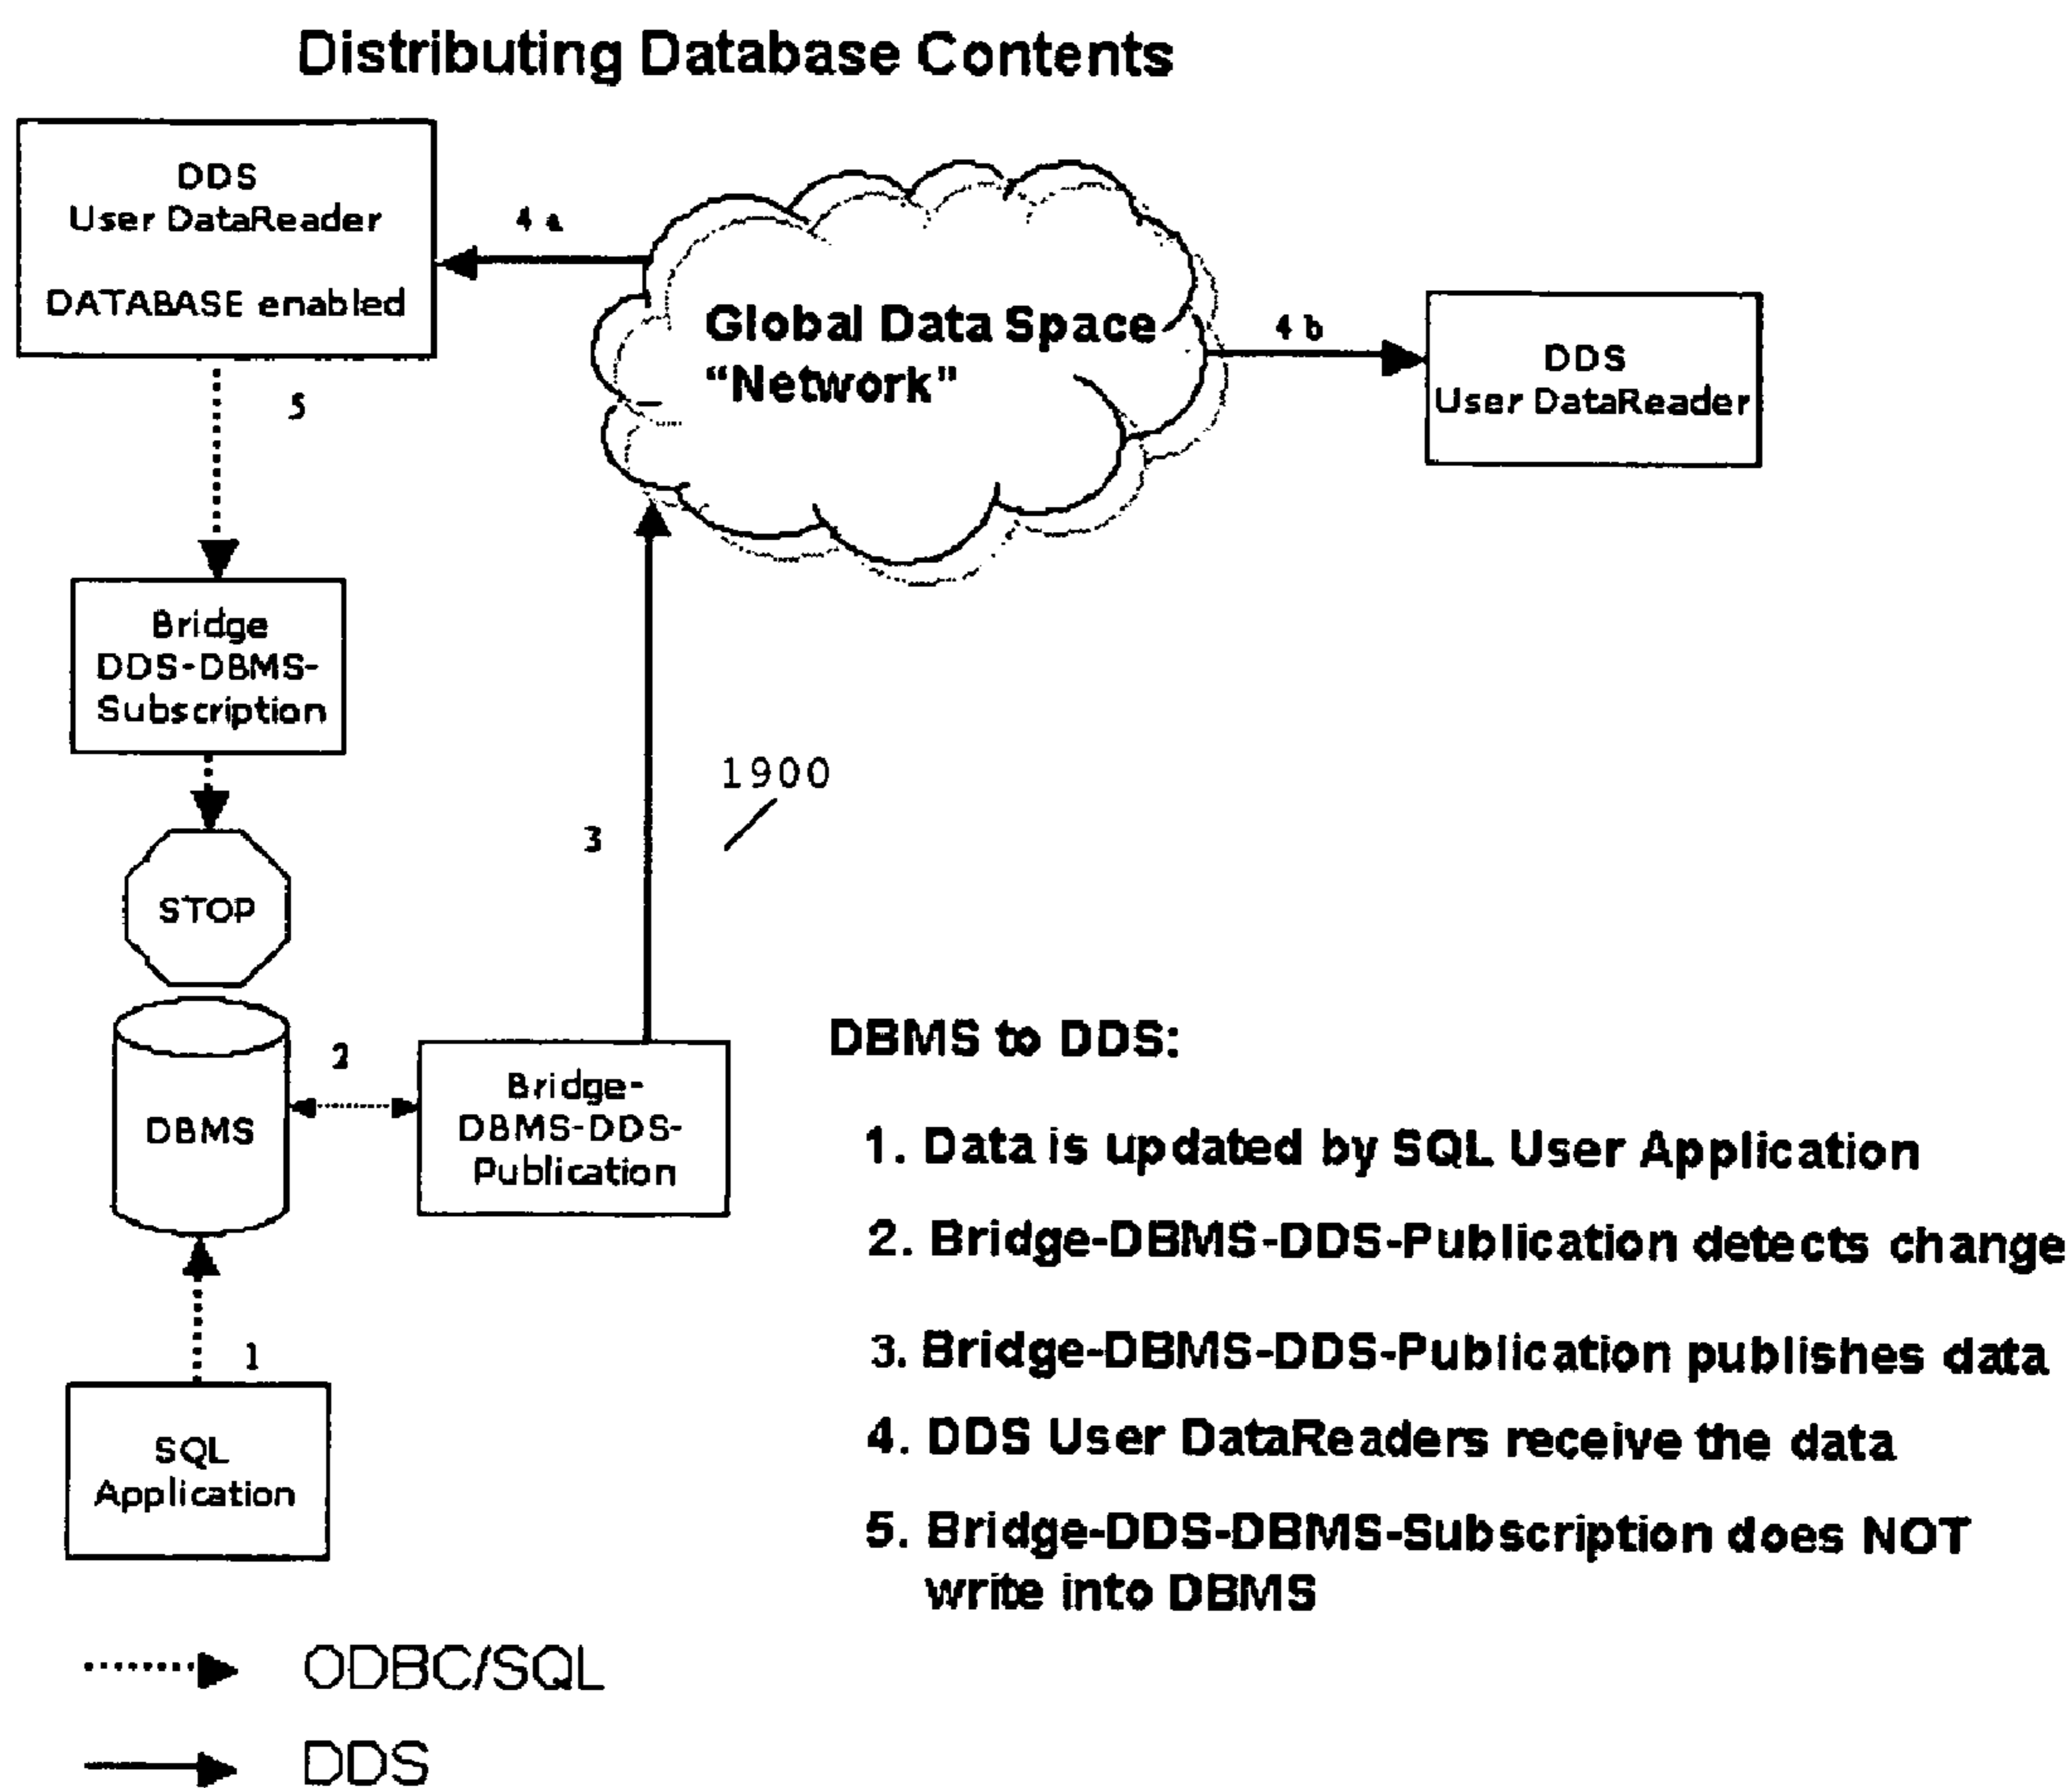 Distributing Database Contents
DDS
User DataReader
DATABASE enabled
4 a
Global Data Space
“Network”
4 b
DDS
User DataReader
5
Bridge
DDS-DBMS-
Subscription
1900
3
STOP
2
DBMS
Bridge-
DBMS-DDS-
Publication
1
SQL
Application
DBMS to DDS:
1. Data is updated by SQL User Application
2. Bridge-DBMS-DDS-Publication detects change
3. Bridge-DBMS-DDS-Publication publishes data
4. DDS User DataReaders receive the data
5. Bridge-DDS-DBMS-Subscription does NOT
write into DBMS
ODBC/SQL
DDS